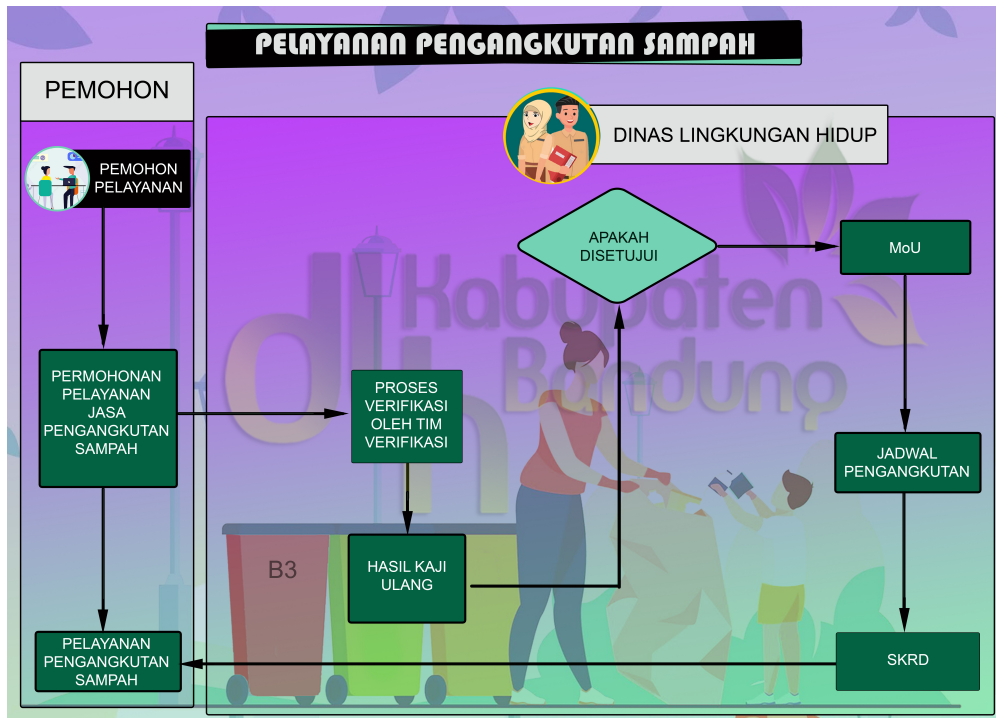 PELAYANAN PENGANGKUTAN SAMPAH
PEMOHON
DINAS LINGKUNGAN HIDUP
PEMOHON
PELAYANAN
APAKAH
DISETUJUI
MoU
dlh Kabupaten
Bandung
PERMOHONAN
PELAYANAN
JASA
PENGANGKUTAN
SAMPAH
PROSES
VERIFIKASI
OLEH TIM
VERIFIKASI
JADWAL
PENGANGKUTAN
HASIL KAJI
ULANG
B3
PELAYANAN
PENGANGKUTAN
SAMPAH
SKRD